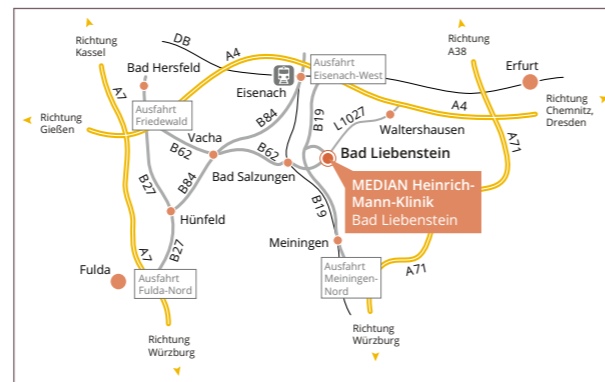 Richtung
Kassel
DB
A4
Ausfahrt
Eisenach-West
Richtung
A38
Erfurt
Bad Hersfeld
A7
Eisenach
Richtung
Chemnitz,
Dresden
Ausfahrt
Friedewald
Richtung
Gießen
B84
B19
L1027
A4
Waltershausen
A71
Vacha
B62
B62
Bad Liebenstein
Bad Salzungen
B27
B84
MEDIAN Heinrich-
Mann-Klinik
Bad Liebenstein
B19
Hünfeld
Meiningen
B27
A7
Fulda
Ausfahrt
Fulda-Nord
Ausfahrt
Meiningen-
Nord
A71
Richtung
Würzburg
Richtung
Würzburg